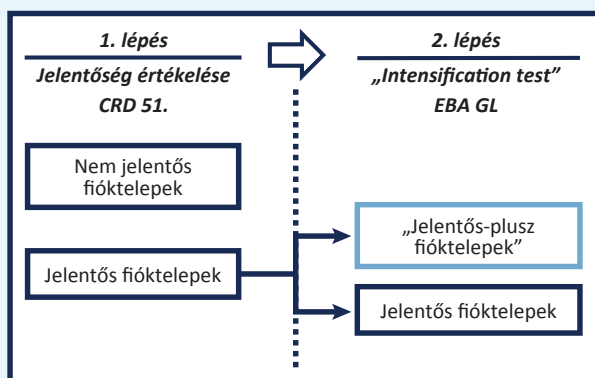 1. lépés
Jelentőség értékelése
CRD 51.
Nem jelentős
fióktelepek
Jelentős fióktelepek
2. lépés
„Intensification test”
EBA GL
„Jelentős-plusz
fióktelepek”
Jelentős fióktelepek